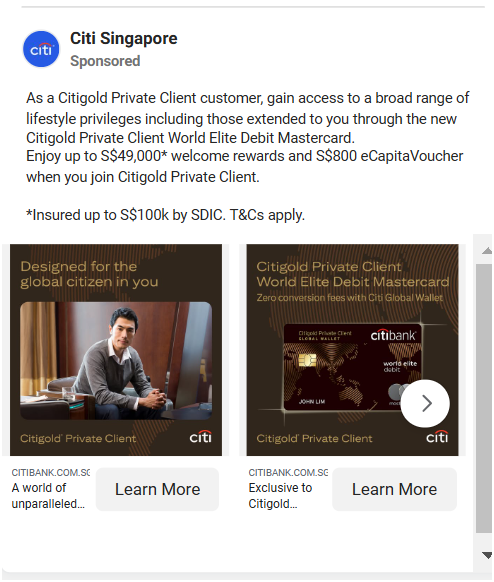 Citi Singapore
Sponsored
As a Citigold Private Client customer, gain access to a broad range of
lifestyle privileges including those extended to you through the new
Citigold Private Client World Elite Debit Mastercard.
Enjoy up to S$49,000* welcome rewards and S$800 eCapitaVoucher
when you join Citigold Private Client.
*Insured up to S$100k by SDIC. T&Cs apply.
Designed for the
global citizen in you
Citigold® Private Client
citi
CITIBANK.COM.SG
A world of
unparalleled...
Learn More
Citigold Private Client
World Elite Debit Mastercard
Zero conversion fees with Citi Global Wallet
Citigold Private Client
GLOBAL WALLET
citibank
world elite
debit
JOHN LIM
Citigold® Private Client
citi
CITIBANK.COM.SG
Exclusive to
Citigold...
Learn More